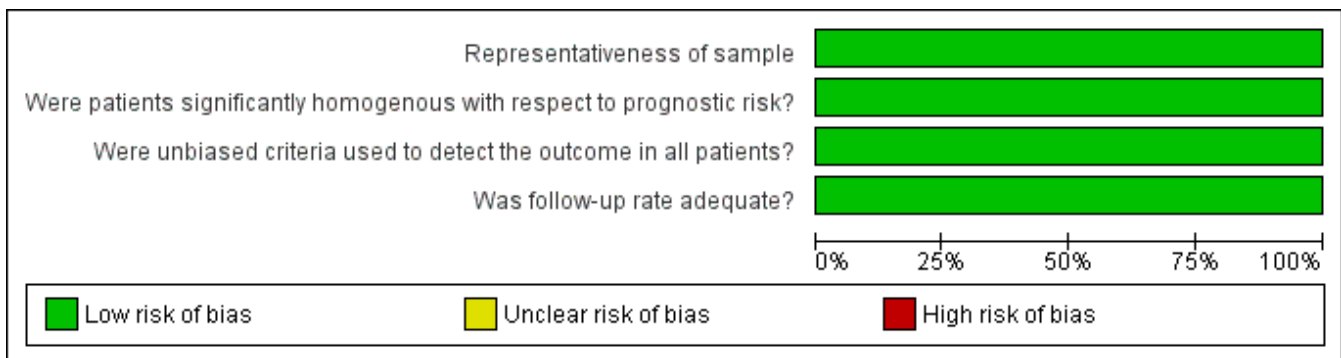 Representativeness of sample
Were patients significantly homogenous with respect to prognostic risk?
Were unbiased criteria used to detect the outcome in all patients?
Was follow-up rate adequate?
0% 25% 50% 75% 100%
Low risk of bias Unclear risk of bias High risk of bias